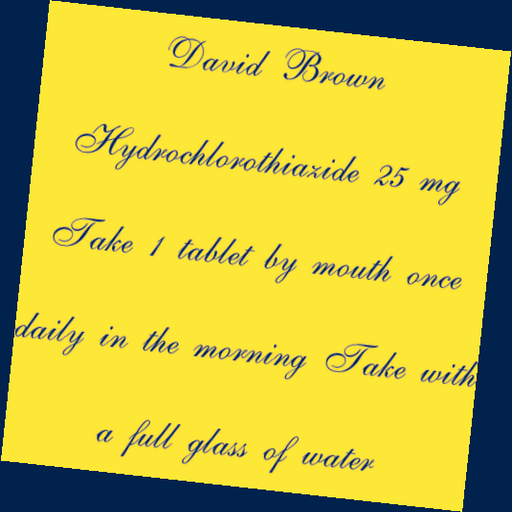 David Brown
Hydrochlorothiazide 25 mg
Take 1 tablet by mouth once
daily in the morning Take with
a full glass of water